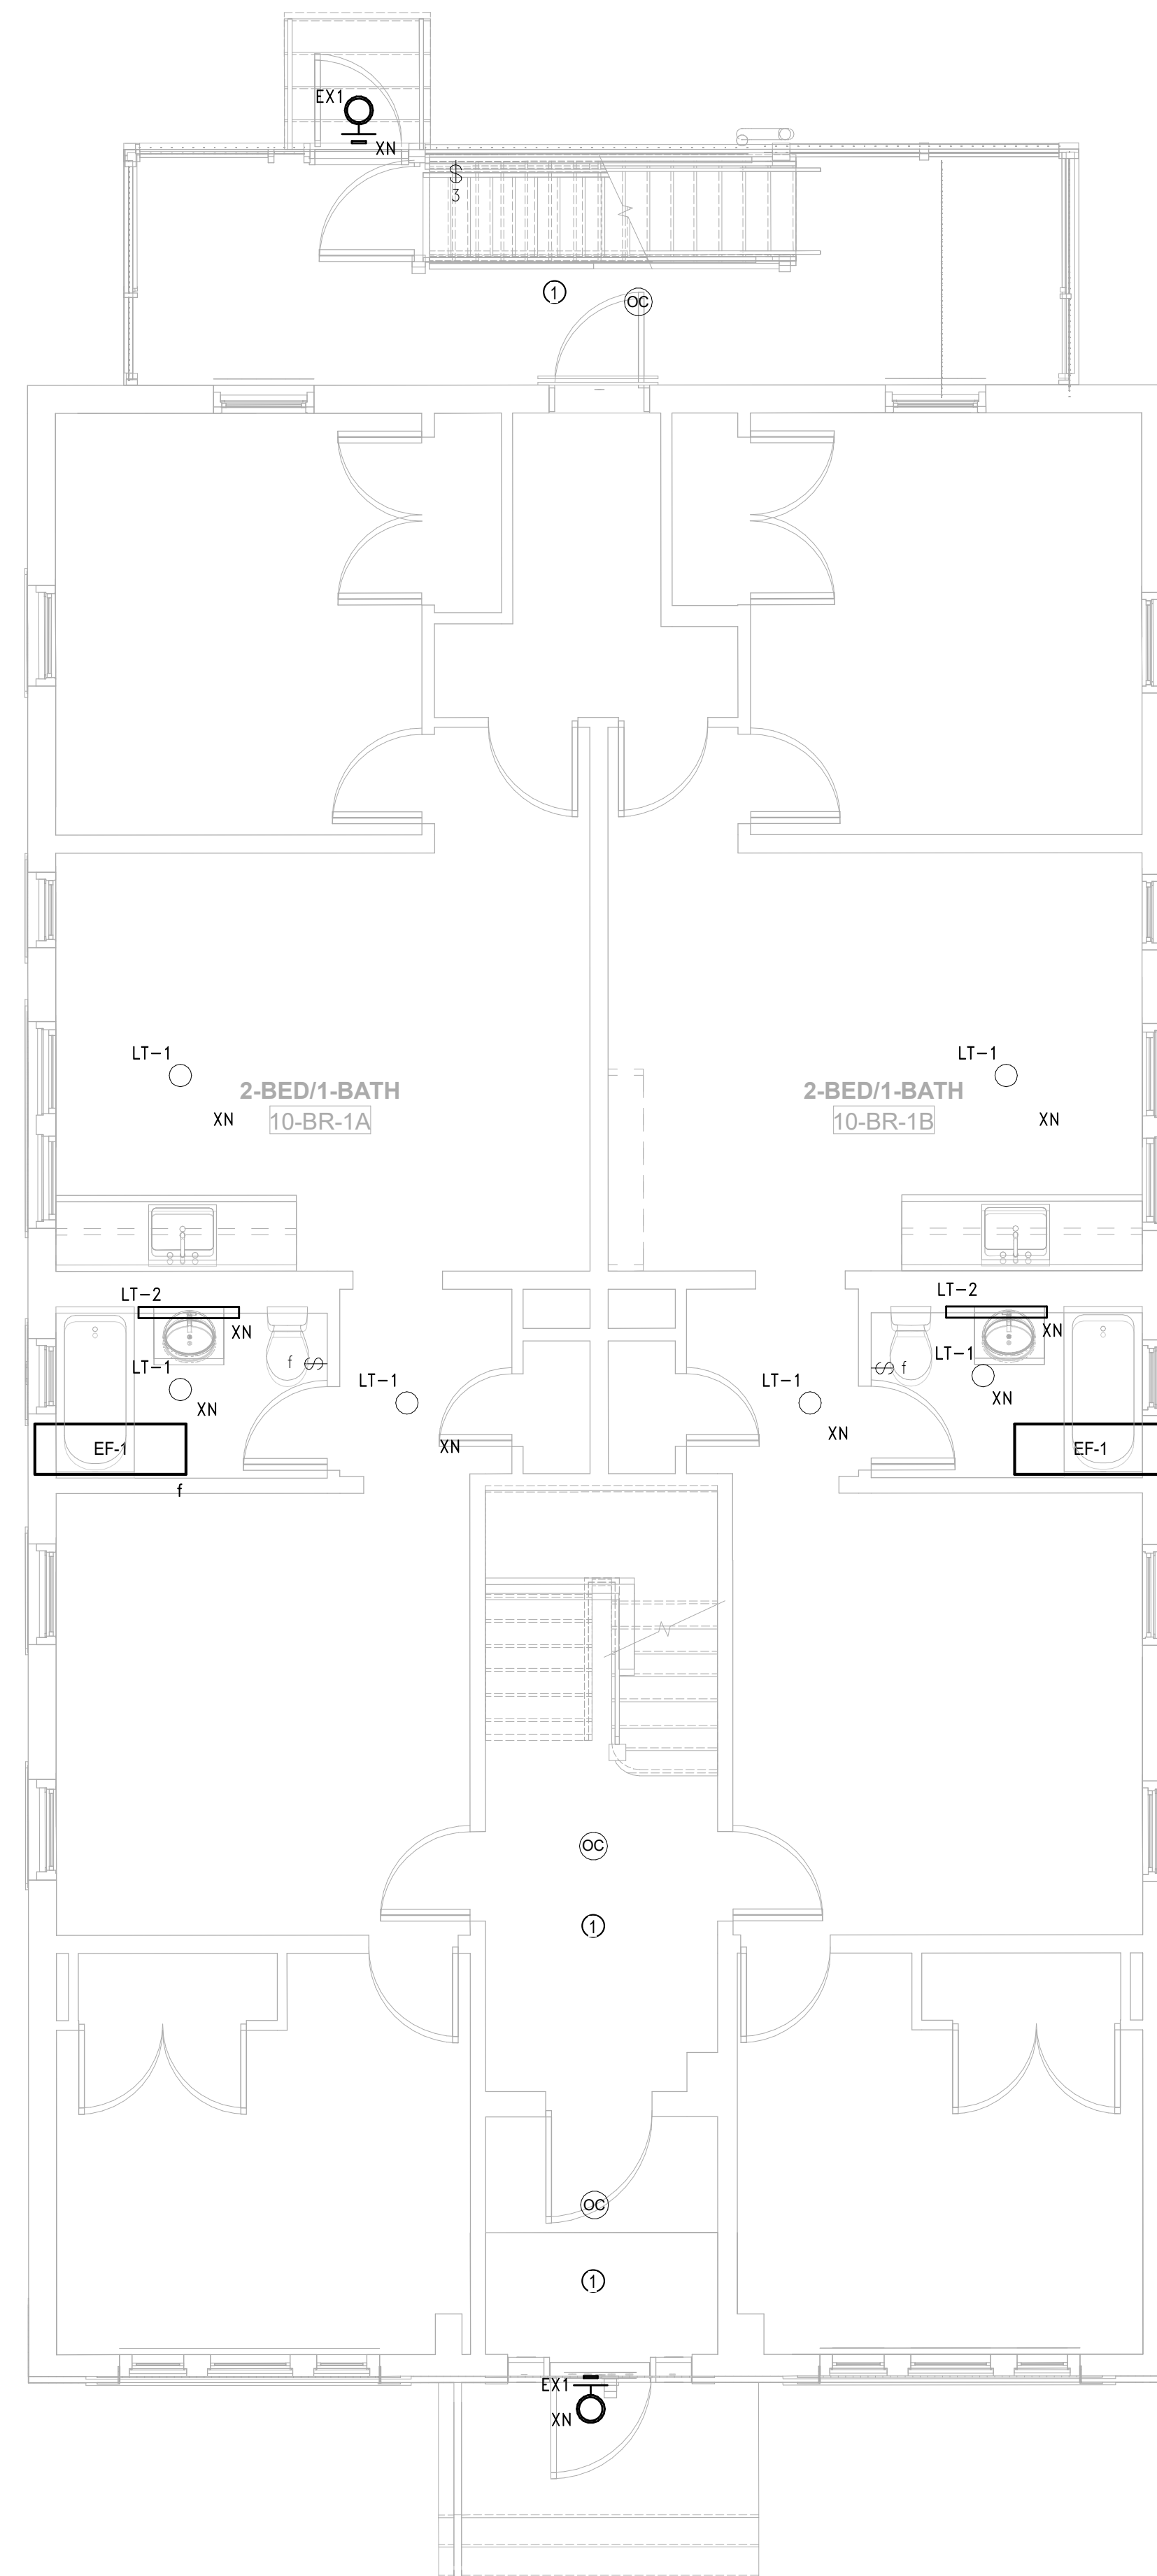 EX1
XN
$
3
1
OC
LT-1
LT-1
2-BED/1-BATH
2-BED/1-BATH
10-BR-1A
10-BR-1B
XN
XN
LT-2
LT-2
XN
XN
f $
$ f
LT-1
LT-1
LT-1
LT-1
XN
XN
XN
XN
EF-1
EF-1
f
OC
1
OC
1
EX1
XN